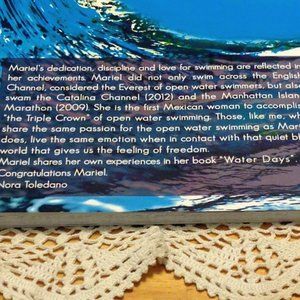 Mariel's dedication, discipline and love for swimming are reflected in
her achievements. Mariel did not only swim across the English
Channel, considered the Everest of open water swimmers, but also
swam the Catalina Channel (2012) and the Manhattan Island
Marathon (2009). She is the first Mexican woman to accomplish
"the Triple Crown" of open water swimming. Those, like me, who
share the same passion for the open water swimming as Mariel
does, live the same emotion when in contact with that quiet
world that gives us the feeling of freedom.
Mariel shares her own experiences in her book "Water Days".
Congratulations Mariel.
Nora Toledano